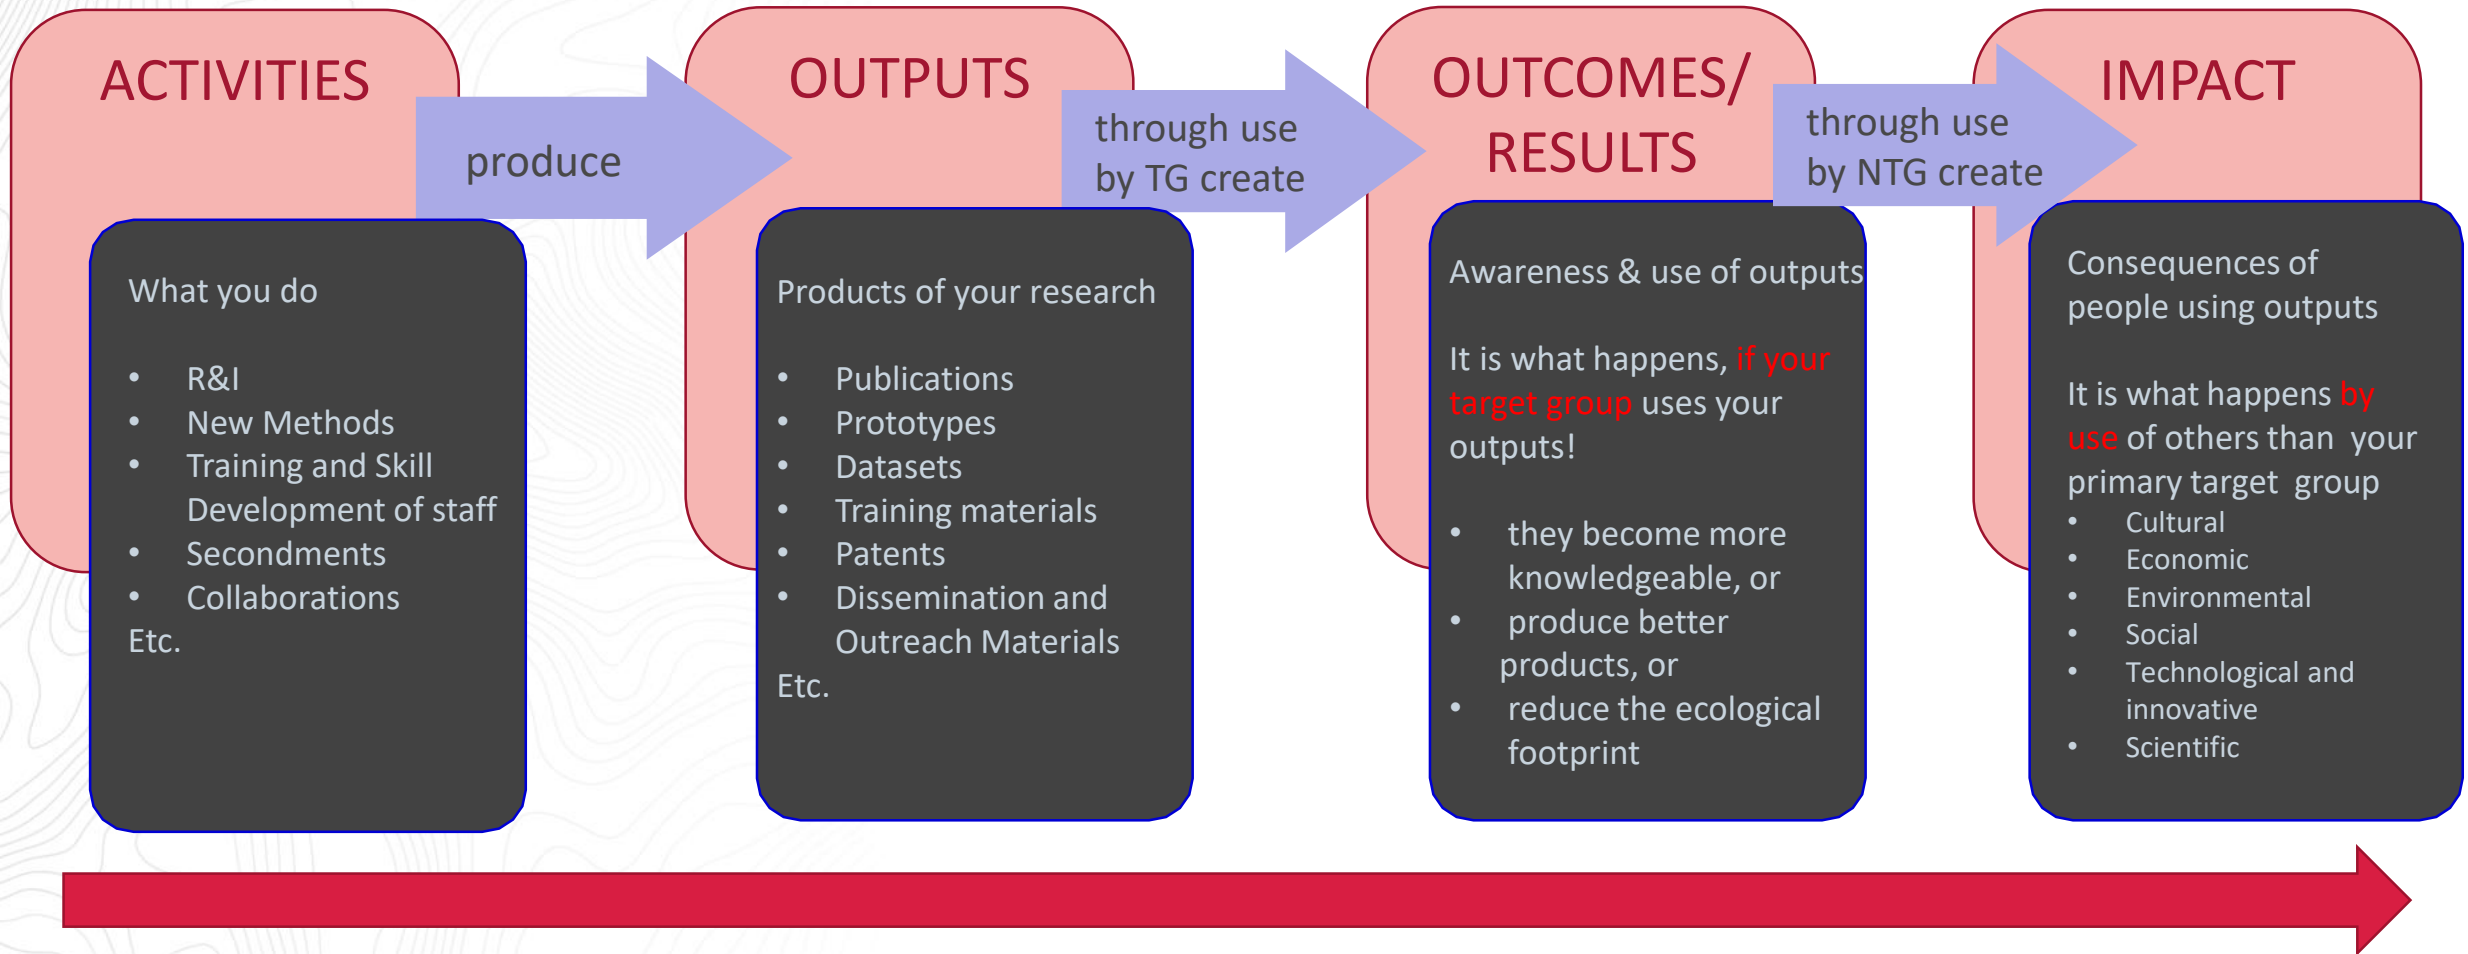 ACTIVITIES
produce
What you do
• R&I
• New Methods
• Training and Skill
Development of staff
• Secondments
• Collaborations
Etc.
OUTPUTS
through use
by TG create
Products of your research
• Publications
• Prototypes
• Datasets
• Training materials
• Patents
• Dissemination and
Outreach Materials
Etc.
OUTCOMES/
RESULTS
through use
by NTG create
Awareness & use of outputs
It is what happens, if your
target group uses your
outputs!
• they become more
knowledgeable, or
• produce better
products, or
• reduce the ecological
footprint
IMPACT
Consequences of
people using outputs
It is what happens by
use of others than your
primary target group
• Cultural
• Economic
• Environmental
• Social
• Technological and
innovative
• Scientific